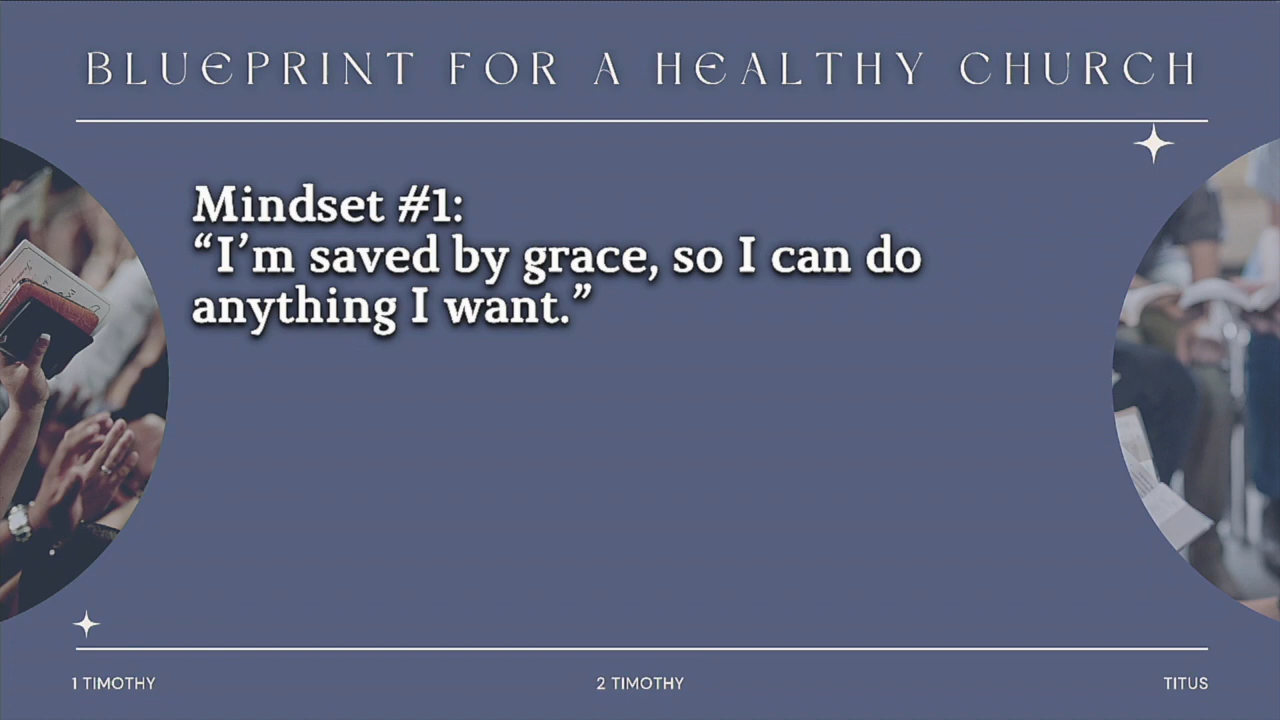 BLUEPRINT FOR A HEALTHY CHURCH
Mindset #1:
“I’m saved by grace, so I can do
anything I want.”
1 TIMOTHY
2 TIMOTHY
TITUS